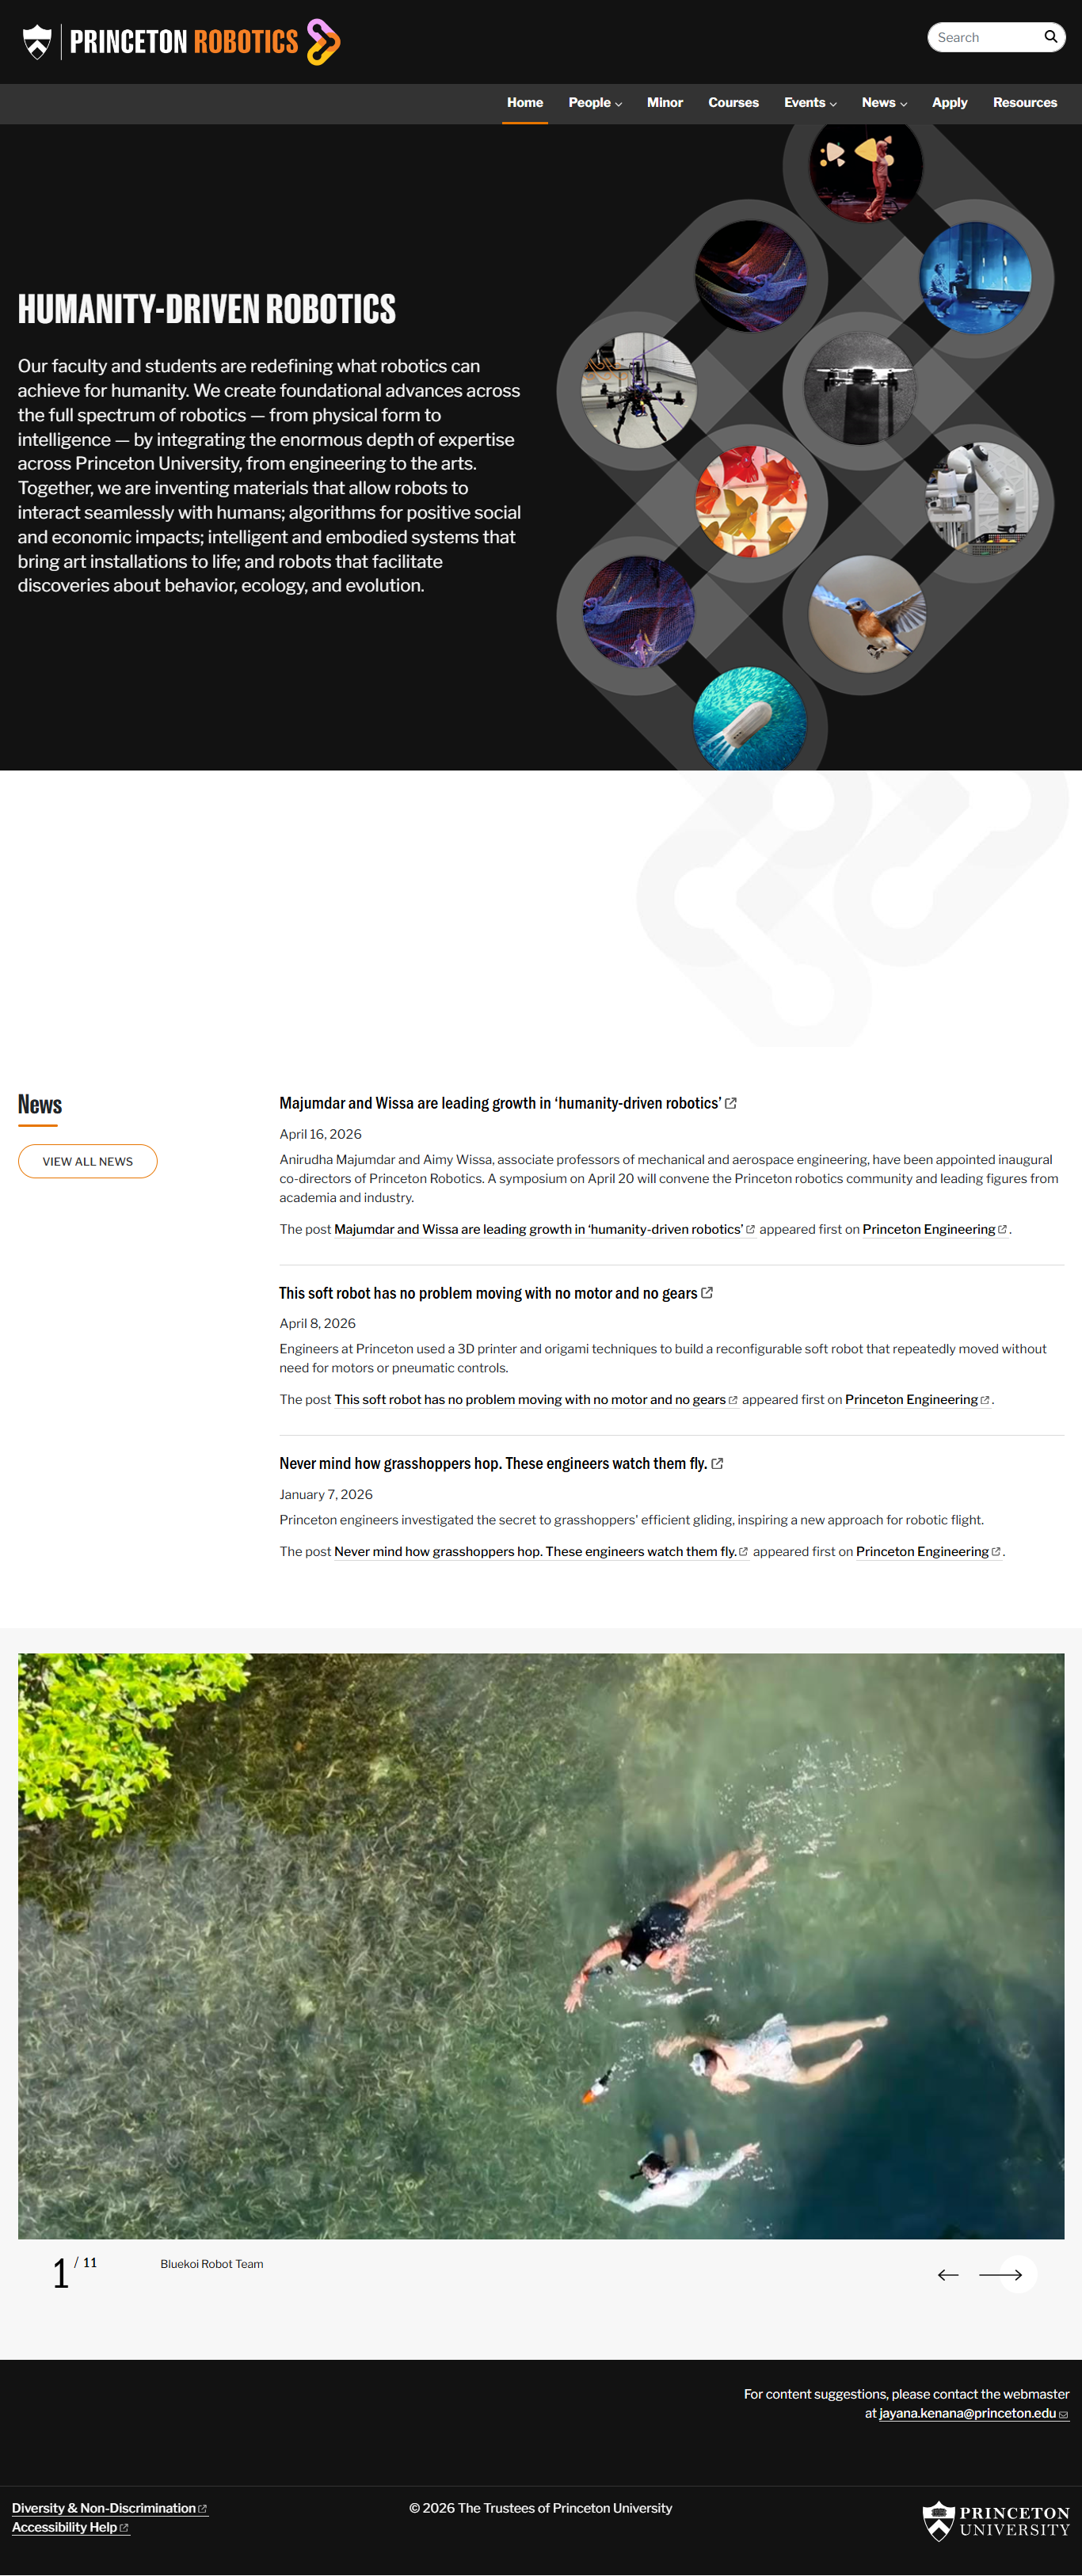 PRINCETON ROBOTICS
Search
Home People Minor Courses Events News Apply Resources
HUMANITY-DRIVEN ROBOTICS
Our faculty and students are redefining what robotics can
achieve for humanity. We create foundational advances across
the full spectrum of robotics — from physical form to
intelligence — by integrating the enormous depth of expertise
across Princeton University, from engineering to the arts.
Together, we are inventing materials that allow robots to
interact seamlessly with humans; algorithms for positive social
and economic impacts; intelligent and embodied systems that
bring art installations to life; and robots that facilitate
discoveries about behavior, ecology, and evolution.
News
VIEW ALL NEWS
Majumdar and Wissa are leading growth in ‘humanity-driven robotics’
April 16, 2026
Anirudha Majumdar and Aimy Wissa, associate professors of mechanical and aerospace engineering, have been appointed inaugural
co-directors of Princeton Robotics. A symposium on April 20 will convene the Princeton robotics community and leading figures from
academia and industry.
The post Majumdar and Wissa are leading growth in ‘humanity-driven robotics’ appeared first on Princeton Engineering.
This soft robot has no problem moving with no motor and no gears
April 8, 2026
Engineers at Princeton used a 3D printer and origami techniques to build a reconfigurable soft robot that repeatedly moved without
need for motors or pneumatic controls.
The post This soft robot has no problem moving with no motor and no gears appeared first on Princeton Engineering.
Never mind how grasshoppers hop. These engineers watch them fly.
January 7, 2026
Princeton engineers investigated the secret to grasshoppers’ efficient gliding, inspiring a new approach for robotic flight.
The post Never mind how grasshoppers hop. These engineers watch them fly. appeared first on Princeton Engineering.
1 / 11
Bluekoi Robot Team
For content suggestions, please contact the webmaster
at jayana.kenana@princeton.edu
Diversity & Non-Discrimination
Accessibility Help
© 2026 The Trustees of Princeton University
PRINCETON
UNIVERSITY